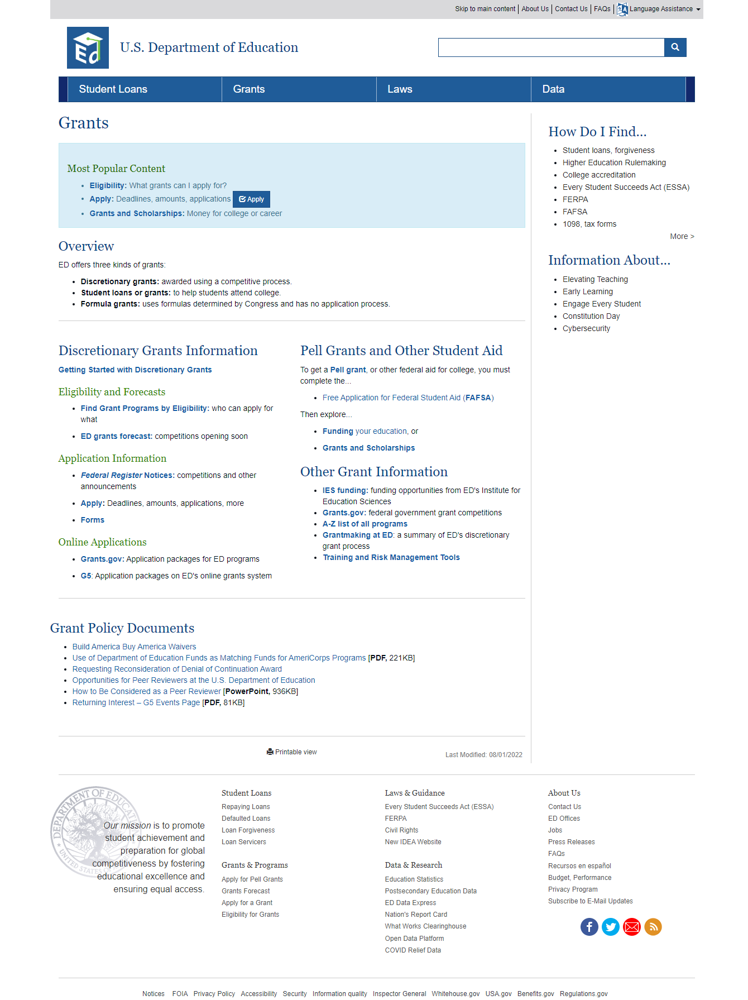 Skip to main content | About Us | Contact Us | FAQs | Language Assistance
Ed
U.S. Department of Education
Student Loans
Grants
Laws
Data
Grants
Most Popular Content
• Eligibility: What grants can I apply for?
• Apply: Deadlines, amounts, applications Apply
• Grants and Scholarships: Money for college or career
Overview
ED offers three kinds of grants:
• Discretionary grants: awarded using a competitive process.
• Student loans or grants: to help students attend college.
• Formula grants: uses formulas determined by Congress and has no application process.
Discretionary Grants Information
Getting Started with Discretionary Grants
Eligibility and Forecasts
• Find Grant Programs by Eligibility: who can apply for
what
• ED grants forecast: competitions opening soon
Application Information
• Federal Register Notices: competitions and other
announcements
• Apply: Deadlines, amounts, applications, more
• Forms
Online Applications
• Grants.gov: Application packages for ED programs
• G5: Application packages on ED's online grants system
Pell Grants and Other Student Aid
To get a Pell grant, or other federal aid for college, you must
complete the...
• Free Application for Federal Student Aid (FAFSA)
Then explore...
• Funding your education, or
• Grants and Scholarships
Other Grant Information
• IES funding: funding opportunities from ED's Institute for
Education Sciences
• Grants.gov: federal government grant competitions
• A-Z list of all programs
• Grantmaking at ED: a summary of ED's discretionary
grant process
• Training and Risk Management Tools
Grant Policy Documents
• Build America Buy America Waivers
• Use of Department of Education Funds as Matching Funds for AmeriCorps Programs [PDF, 221KB]
• Requesting Reconsideration of Denial of Continuation Award
• Opportunities for Peer Reviewers at the U.S. Department of Education
• How to Be Considered as a Peer Reviewer [PowerPoint, 936KB]
• Returning Interest – G5 Events Page [PDF, 81KB]
Printable view
Last Modified: 08/01/2022
How Do I Find...
• Student loans, forgiveness
• Higher Education Rulemaking
• College accreditation
• Every Student Succeeds Act (ESSA)
• FERPA
• FAFSA
• 1098, tax forms
More >
Information About...
• Elevating Teaching
• Early Learning
• Engage Every Student
• Constitution Day
• Cybersecurity
DEPARTMENT OF EDUCATION
UNITED STATES OF
Our mission is to promote
student achievement and
preparation for global
competitiveness by fostering
educational excellence and
ensuring equal access.
Student Loans
Repaying Loans
Defaulted Loans
Loan Forgiveness
Loan Servicers
Grants & Programs
Apply for Pell Grants
Grants Forecast
Apply for a Grant
Eligibility for Grants
Laws & Guidance
Every Student Succeeds Act (ESSA)
FERPA
Civil Rights
New IDEA Website
Data & Research
Education Statistics
Postsecondary Education Data
ED Data Express
Nation's Report Card
What Works Clearinghouse
Open Data Platform
COVID Relief Data
About Us
Contact Us
ED Offices
Jobs
Press Releases
FAQs
Recursos en español
Budget, Performance
Privacy Program
Subscribe to E-Mail Updates
Notices FOIA Privacy Policy Accessibility Security Information quality Inspector General Whitehouse.gov USA.gov Benefits.gov Regulations.gov